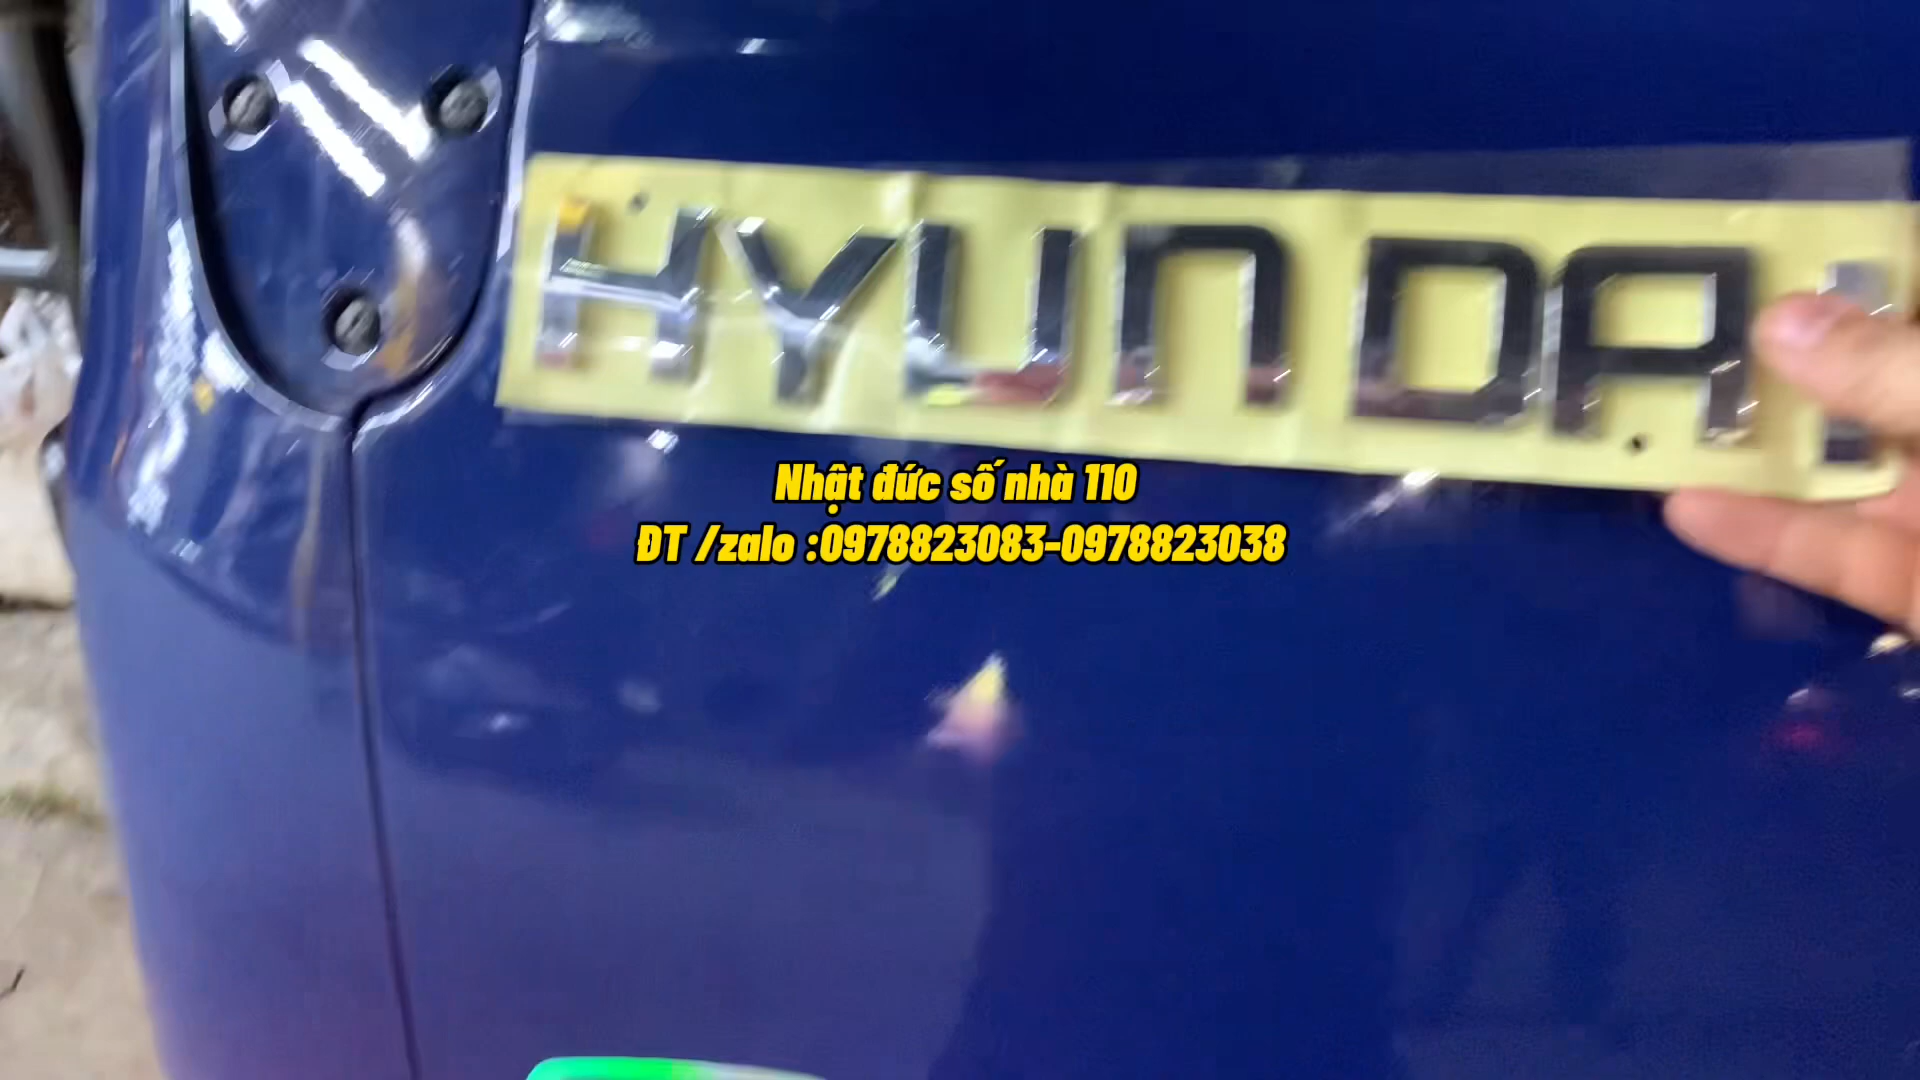 HYUNDAI
Nhật đức số nhà 110
ĐT /zalo :0978823083-0978823038